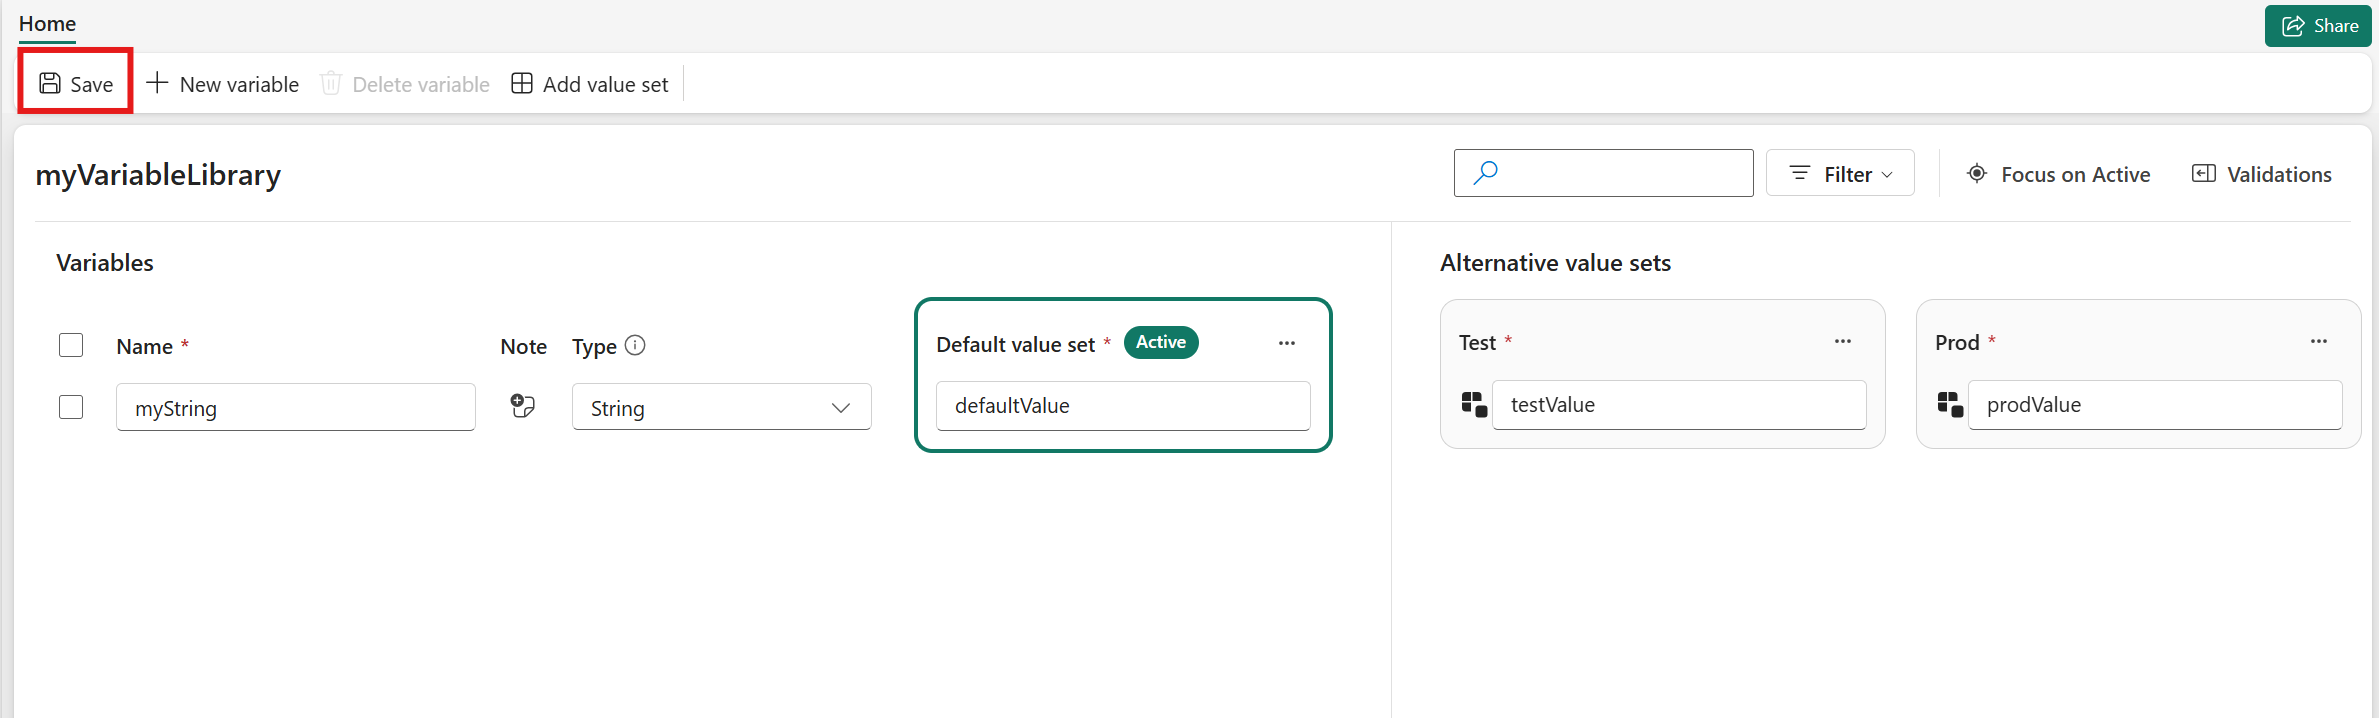 Home
Share
Save New variable Delete variable Add value set
myVariableLibrary
Filter Focus on Active Validations
Variables
Alternative value sets
Name * Note Type Default value set * Active ...
Test * ...
Prod * ...
myString String defaultValue
testValue
prodValue